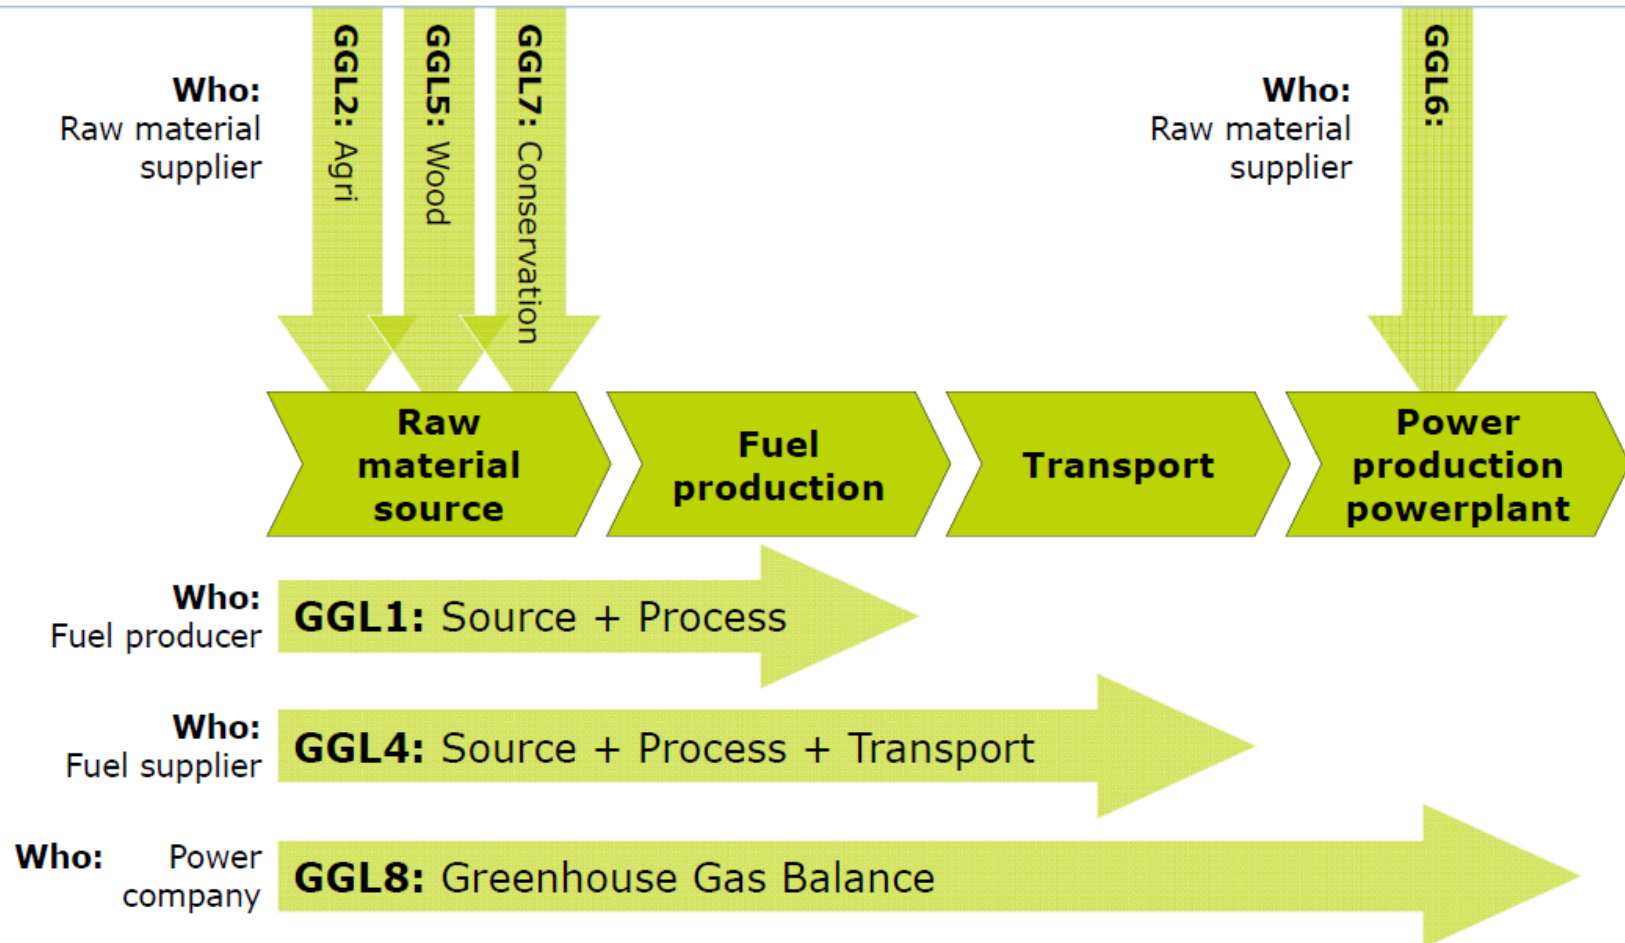 Who:
Raw material
supplier
GGL2: Agri
GGL5: Wood
GGL7: Conservation
Who:
Raw material
supplier
GGL6:
Raw
material
source
Fuel
production
Transport
Power
production
powerplant
Who:
Fuel producer
GGL1: Source + Process
Who:
Fuel supplier
GGL4: Source + Process + Transport
Who: Power
company
GGL8: Greenhouse Gas Balance